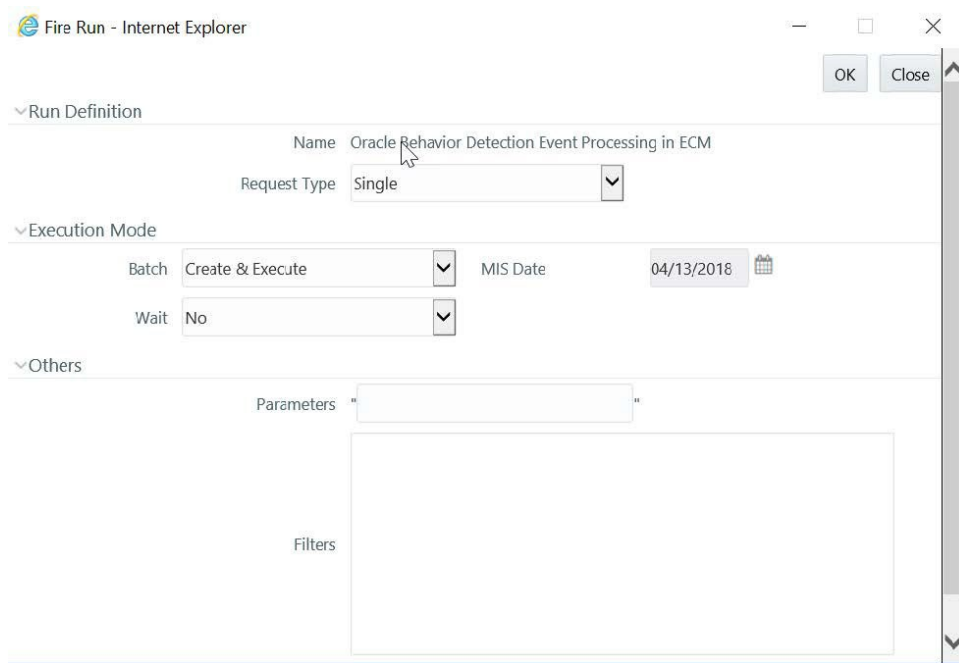 Fire Run - Internet Explorer
OK Close
Run Definition
Name Oracle Behavior Detection Event Processing in ECM
Request Type Single
Execution Mode
Batch Create & Execute MIS Date 04/13/2018
Wait No
Others
Parameters " "
Filters